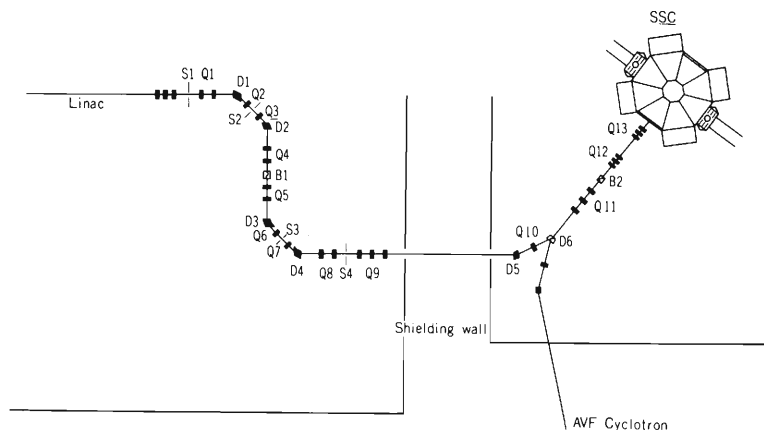 SSC
S1 Q1 D1
Linac
Q2
S2 Q3
D2
Q4
B1
Q5
D3
Q6 S3
Q7
D4 Q8 S4 Q9
Q13
Q12
B2
Q11
Q10
D6
D5
Shielding wall
AVF Cyclotron